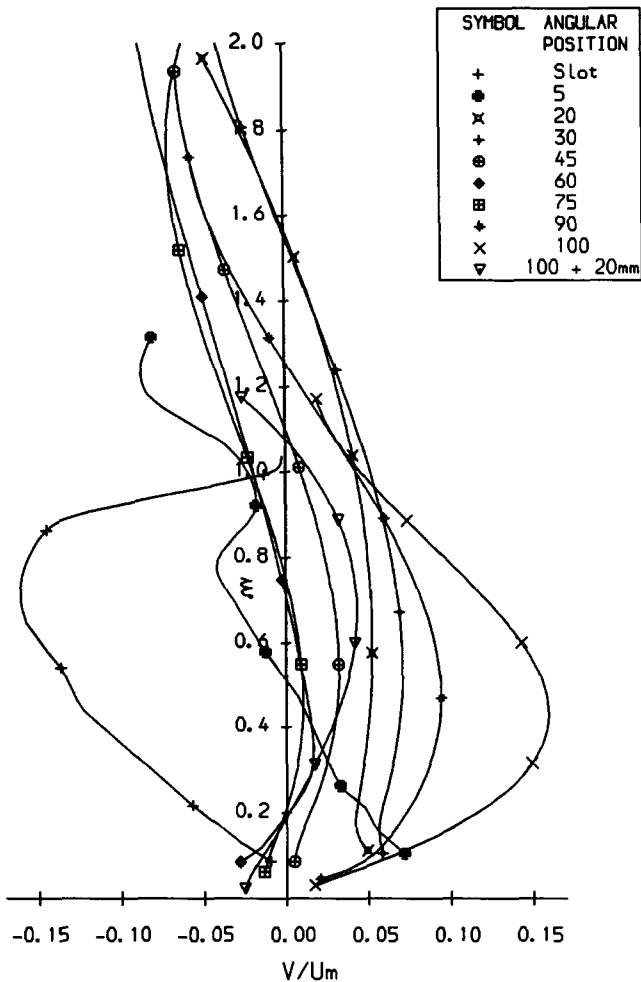 SYMBOL ANGULAR
POSITION
+ Slot
5
20
+ 30
45
60
75
+ 90
× 100
100 + 20mm
2.0
1.8
1.6
1.4
1.2
1.0
0.8
ξ
0.6
0.4
0.2
-0.15 -0.10 -0.05 0.00 0.05 0.10 0.15
V/Um